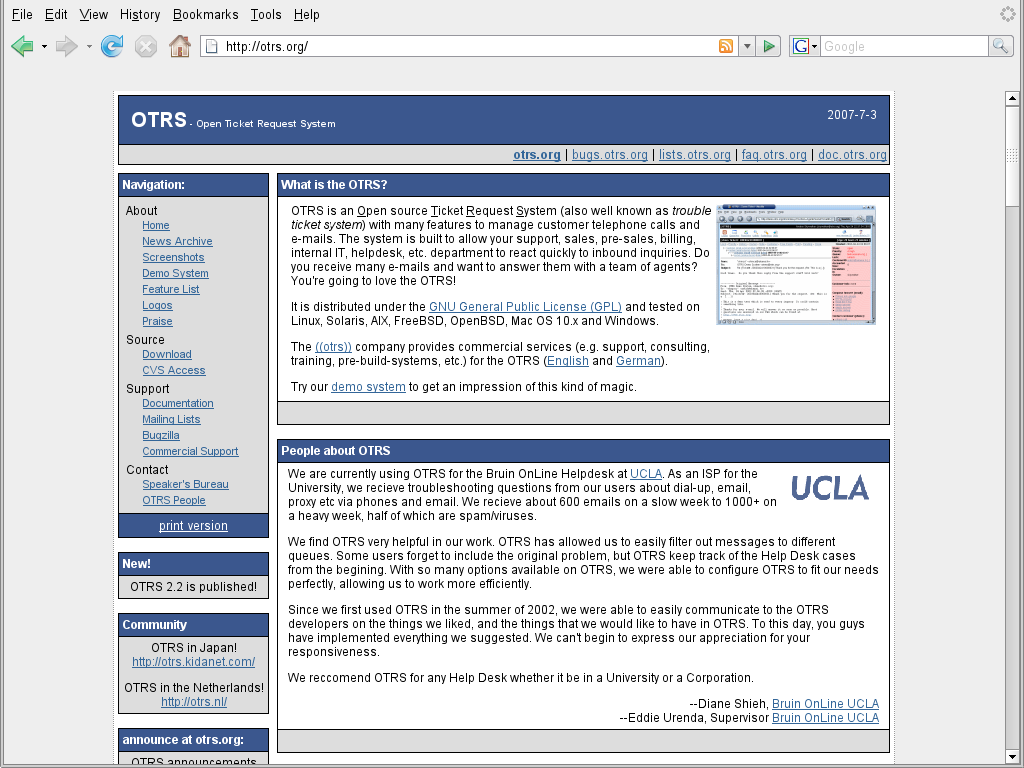 File Edit View History Bookmarks Tools Help
http://otrs.org/
G Google
OTRS - Open Ticket Request System
2007-7-3
otrs.org | bugs.otrs.org | lists.otrs.org | faq.otrs.org | doc.otrs.org
Navigation:
About
Home
News Archive
Screenshots
Demo System
Feature List
Logos
Praise
Source
Download
CVS Access
Support
Documentation
Mailing Lists
Bugzilla
Commercial Support
Contact
Speaker's Bureau
OTRS People
print version
New!
OTRS 2.2 is published!
Community
OTRS in Japan!
http://otrs.kidanet.com/
OTRS in the Netherlands!
http://otrs.nl/
announce at otrs.org:
OTRS announcements
What is the OTRS?
OTRS is an Open source Ticket Request System (also well known as trouble
ticket system) with many features to manage customer telephone calls and
e-mails. The system is built to allow your support, sales, pre-sales, billing,
internal IT, helpdesk, etc. department to react quickly to inbound inquiries. Do
you receive many e-mails and want to answer them with a team of agents?
You're going to love the OTRS!
It is distributed under the GNU General Public License (GPL) and tested on
Linux, Solaris, AIX, FreeBSD, OpenBSD, Mac OS 10.x and Windows.
The ((otrs)) company provides commercial services (e.g. support, consulting,
training, pre-build-systems, etc.) for the OTRS (English and German).
Try our demo system to get an impression of this kind of magic.
People about OTRS
We are currently using OTRS for the Bruin OnLine Helpdesk at UCLA. As an ISP for the
University, we recieve troubleshooting questions from our users about dial-up, email,
proxy etc via phones and email. We recieve about 600 emails on a slow week to 1000+ on
a heavy week, half of which are spam/viruses.
UCLA
We find OTRS very helpful in our work. OTRS has allowed us to easily filter out messages to different
queues. Some users forget to include the original problem, but OTRS keep track of the Help Desk cases
from the begining. With so many options available on OTRS, we were able to configure OTRS to fit our needs
perfectly, allowing us to work more efficiently.
Since we first used OTRS in the summer of 2002, we were able to easily communicate to the OTRS
developers on the things we liked, and the things that we would like to have in OTRS. To this day, you guys
have implemented everything we suggested. We can't begin to express our appreciation for your
responsiveness.
We reccomend OTRS for any Help Desk whether it be in a University or a Corporation.
--Diane Shieh, Bruin OnLine UCLA
--Eddie Urenda, Supervisor Bruin OnLine UCLA